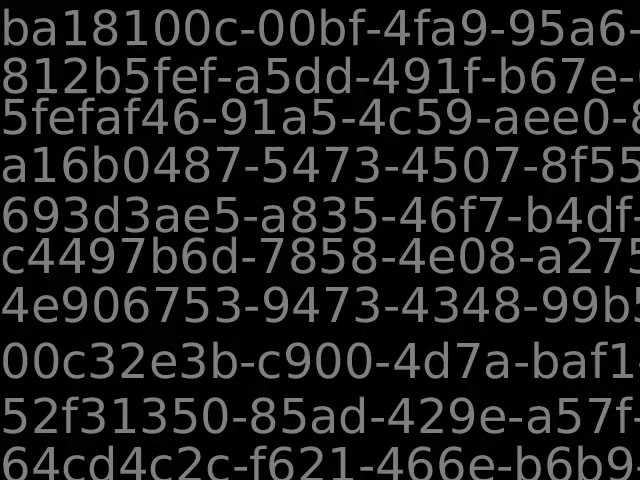 ba18100c-00bf-4fa9-95a6-
812b5fef-a5dd-491f-b67e-
5fefaf46-91a5-4c59-aee0-8
a16b0487-5473-4507-8f55
693d3ae5-a835-46f7-b4df-
c4497b6d-7858-4e08-a275
4e906753-9473-4348-99b5
00c32e3b-c900-4d7a-baf1-
52f31350-85ad-429e-a57f-
64cd4c2c-f621-466e-b6b9-